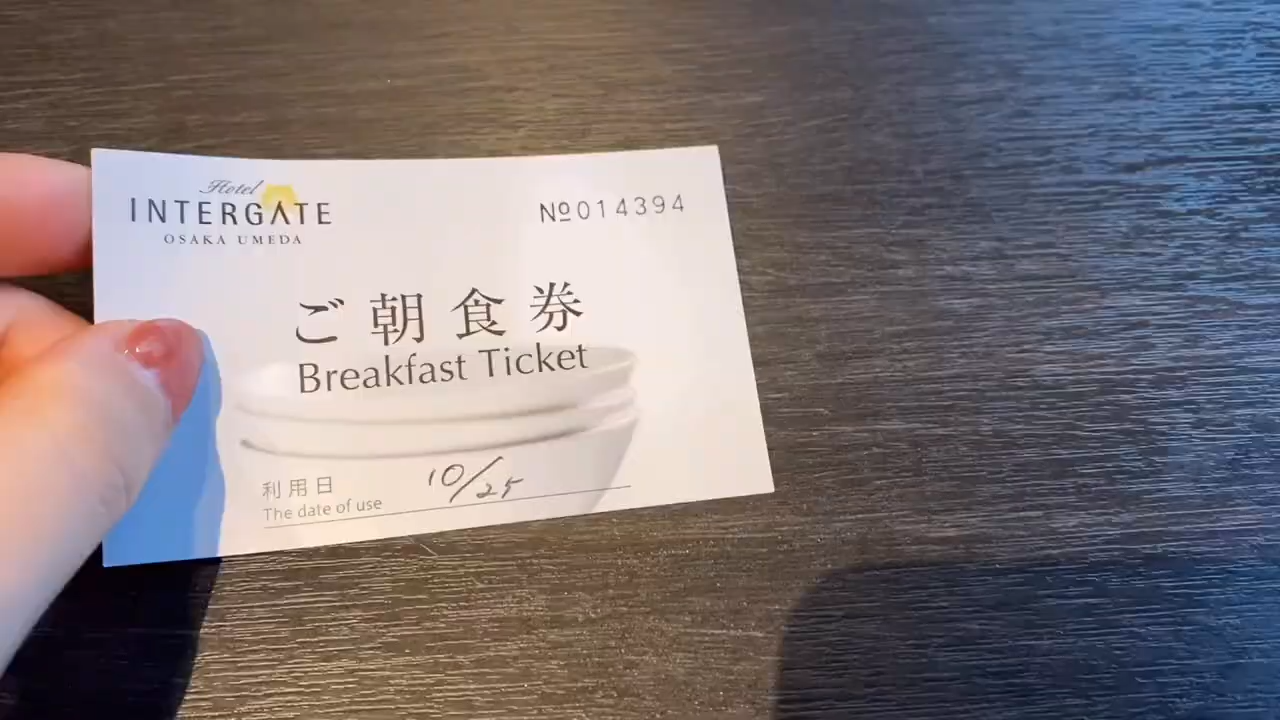 Hotel
INTERGATE
OSAKA UMEDA
№014394
ご朝食券
Breakfast Ticket
利用日
The date of use
10/25